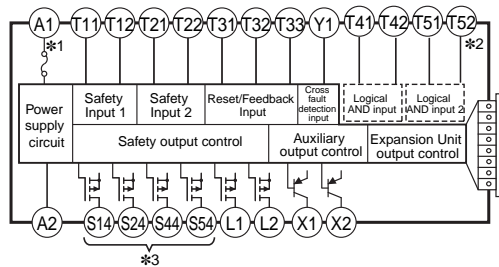 A1 T11 T12 T21 T22 T31 T32 T33 Y1 T41 T42 T51 T52
*1 *2
Power
supply
circuit
Safety
Input 1
Safety
Input 2
Reset/Feedback
Input
Cross
fault
detection
input
Logical
AND input
Logical
AND input 2
Safety output control
Auxiliary
output control
Expansion Unit
output control
A2 S14 S24 S44 S54 L1 L2 X1 X2
*3